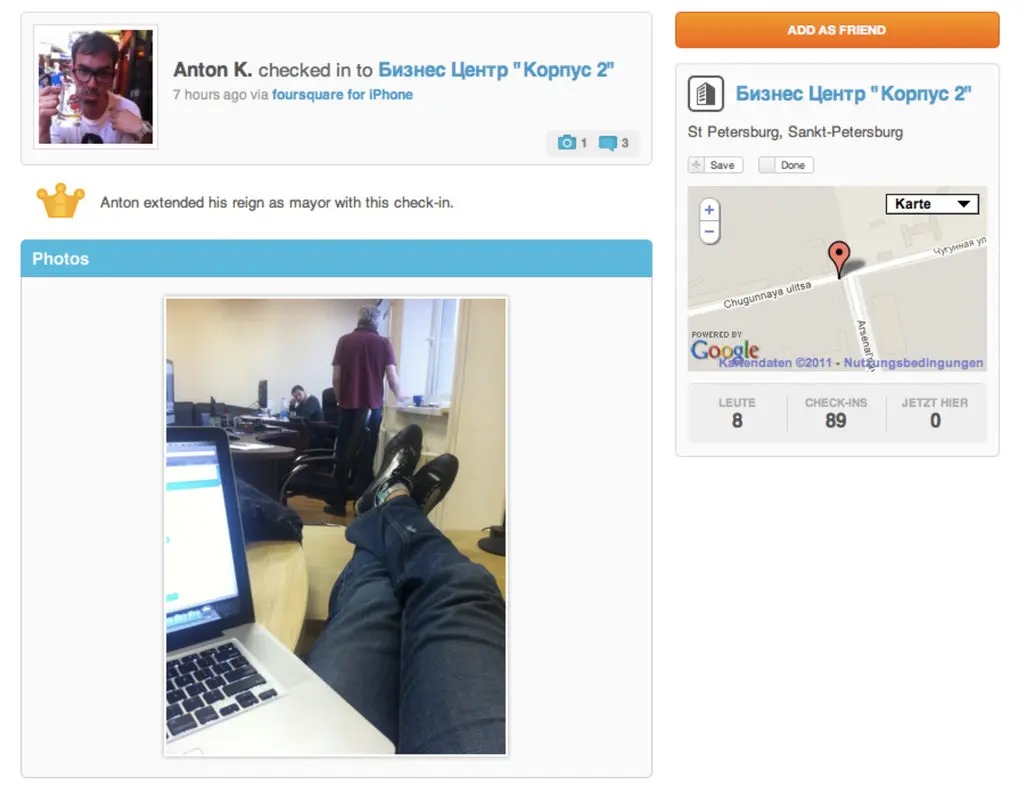 Anton K. checked in to Бизнес Центр "Корпус 2"
7 hours ago via foursquare for iPhone
1 3
Anton extended his reign as mayor with this check-in.
Photos
ADD AS FRIEND
Бизнес Центр "Корпус 2"
St Petersburg, Sankt-Petersburg
Save Done
Karte
+
−
Чугунная ул
Chugunnaya ulitsa
POWERED BY
Google
Kartendaten ©2011 - Nutzungsbedingungen
LEUTE CHECK-INS JETZT HIER
8 89 0